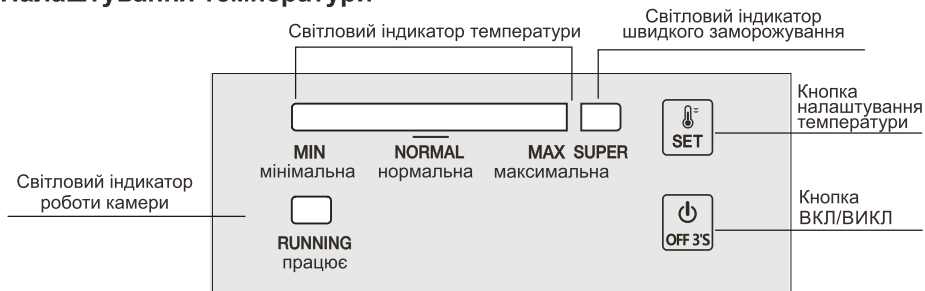 Налаштування температури
Світловий індикатор температури
Світловий індикатор
швидкого заморожування
Кнопка
налаштування
температури
SET
MIN
мінімальна
NORMAL
нормальна
MAX SUPER
максимальна
Світловий індикатор
роботи камери
RUNNING
працює
OFF 3'S
Кнопка
ВКЛ/ВИКЛ